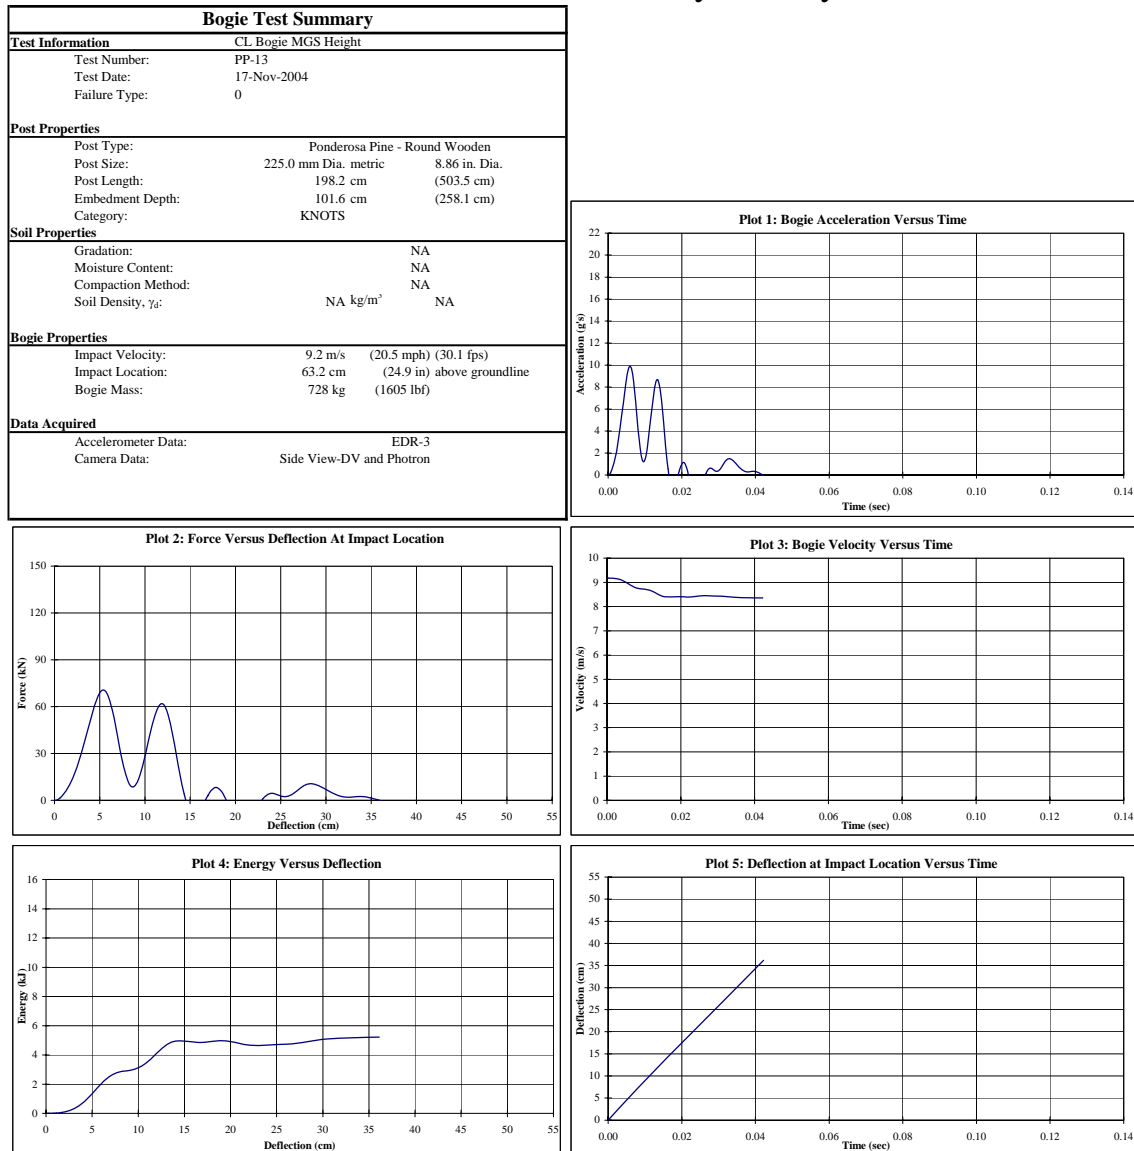 Bogie Test Summary
Test Information CL Bogie MGS Height
Test Number: PP-13
Test Date: 17-Nov-2004
Failure Type: 0
Post Properties
Post Type: Ponderosa Pine - Round Wooden
Post Size: 225.0 mm Dia. metric 8.86 in. Dia.
Post Length: 198.2 cm (503.5 cm)
Embedment Depth: 101.6 cm (258.1 cm)
Category: KNOTS
Soil Properties
Gradation: NA
Moisture Content: NA
Compaction Method: NA
Soil Density, γd: NA kg/m³ NA
Bogie Properties
Impact Velocity: 9.2 m/s (20.5 mph) (30.1 fps)
Impact Location: 63.2 cm (24.9 in) above groundline
Bogie Mass: 728 kg (1605 lbf)
Data Acquired
Accelerometer Data: EDR-3
Camera Data: Side View-DV and Photron
Plot 1: Bogie Acceleration Versus Time
Acceleration (g's)
22
20
18
16
14
12
10
8
6
4
2
0
0.00 0.02 0.04 0.06 0.08 0.10 0.12 0.14
Time (sec)
Plot 2: Force Versus Deflection At Impact Location
Force (kN)
150
120
90
60
30
0
0 5 10 15 20 25 30 35 40 45 50 55
Deflection (cm)
Plot 3: Bogie Velocity Versus Time
Velocity (m/s)
10
9
8
7
6
5
4
3
2
1
0
0.00 0.02 0.04 0.06 0.08 0.10 0.12 0.14
Time (sec)
Plot 4: Energy Versus Deflection
Energy (kJ)
16
14
12
10
8
6
4
2
0
0 5 10 15 20 25 30 35 40 45 50 55
Deflection (cm)
Plot 5: Deflection at Impact Location Versus Time
Deflection (cm)
55
50
45
40
35
30
25
20
15
10
5
0
0.00 0.02 0.04 0.06 0.08 0.10 0.12 0.14
Time (sec)